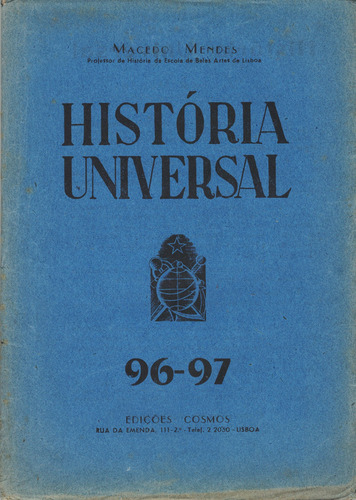 MACEDO MENDES
Professor de História da Escola de Belas Artes de Lisboa
HISTÓRIA
UNIVERSAL
96-97
EDIÇÕES COSMOS
RUA DA EMENDA, 111-2.º - Telef. 2 2050 - LISBOA